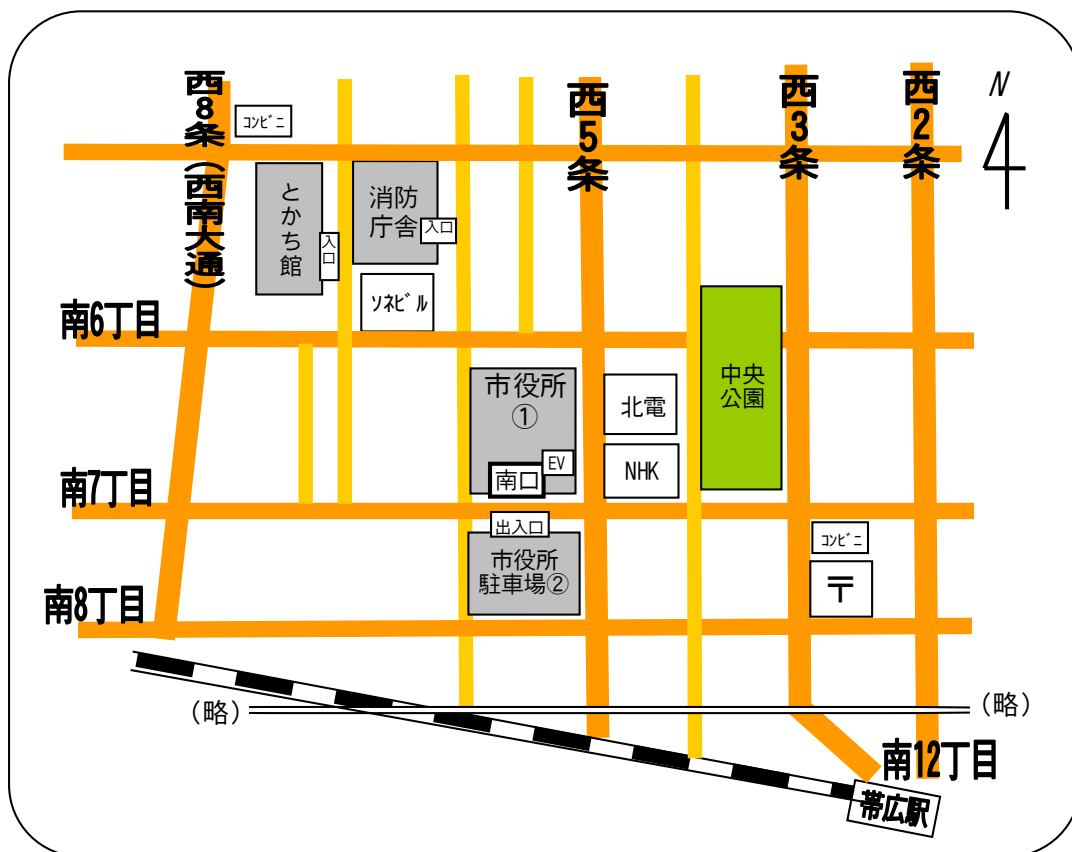 西8条(西南大通)
西5条
西3条
西2条
N
コンビニ
とかち館
入口
消防
庁舎
入口
ソネビル
南6丁目
市役所
①
EV
南口
北電
NHK
中央
公園
南7丁目
出入口
市役所
駐車場②
コンビニ
〒
南8丁目
(略)
(略)
南12丁目
帯広駅